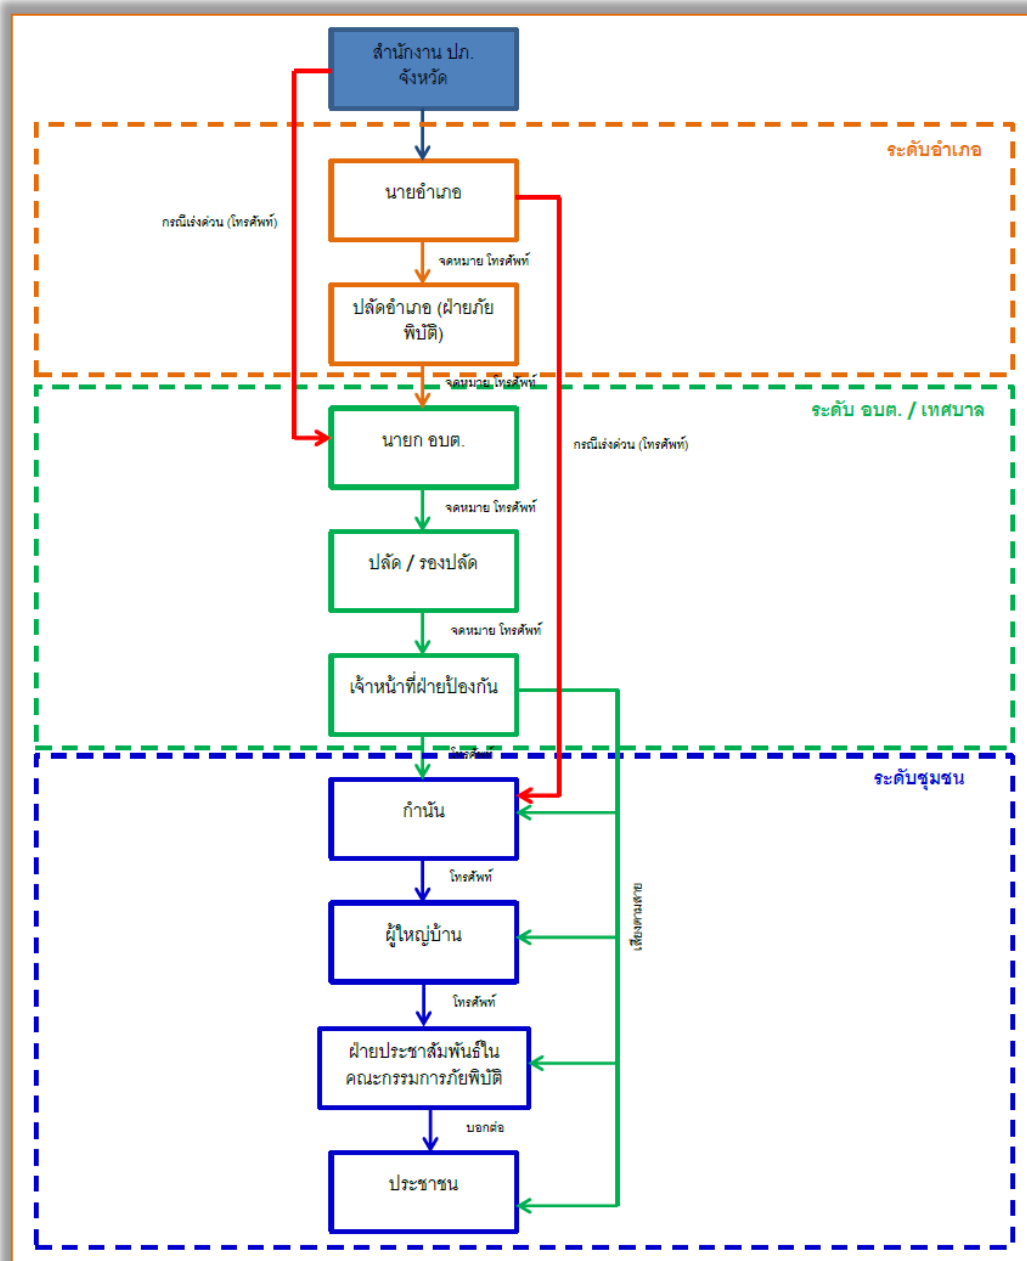 สำนักงาน ปภ.
จังหวัด
ระดับอำเภอ
นายอำเภอ
กรณีเร่งด่วน (โทรศัพท์)
จดหมาย โทรศัพท์
ปลัดอำเภอ (ฝ่ายภัย
พิบัติ)
จดหมาย โทรศัพท์
ระดับ อบต. / เทศบาล
นายก อบต.
กรณีเร่งด่วน (โทรศัพท์)
จดหมาย โทรศัพท์
ปลัด / รองปลัด
จดหมาย โทรศัพท์
เจ้าหน้าที่ฝ่ายป้องกัน
โทรศัพท์
ระดับชุมชน
กำนัน
โทรศัพท์
เสียงตามสาย
ผู้ใหญ่บ้าน
โทรศัพท์
ฝ่ายประชาสัมพันธ์ใน
คณะกรรมการภัยพิบัติ
บอกต่อ
ประชาชน